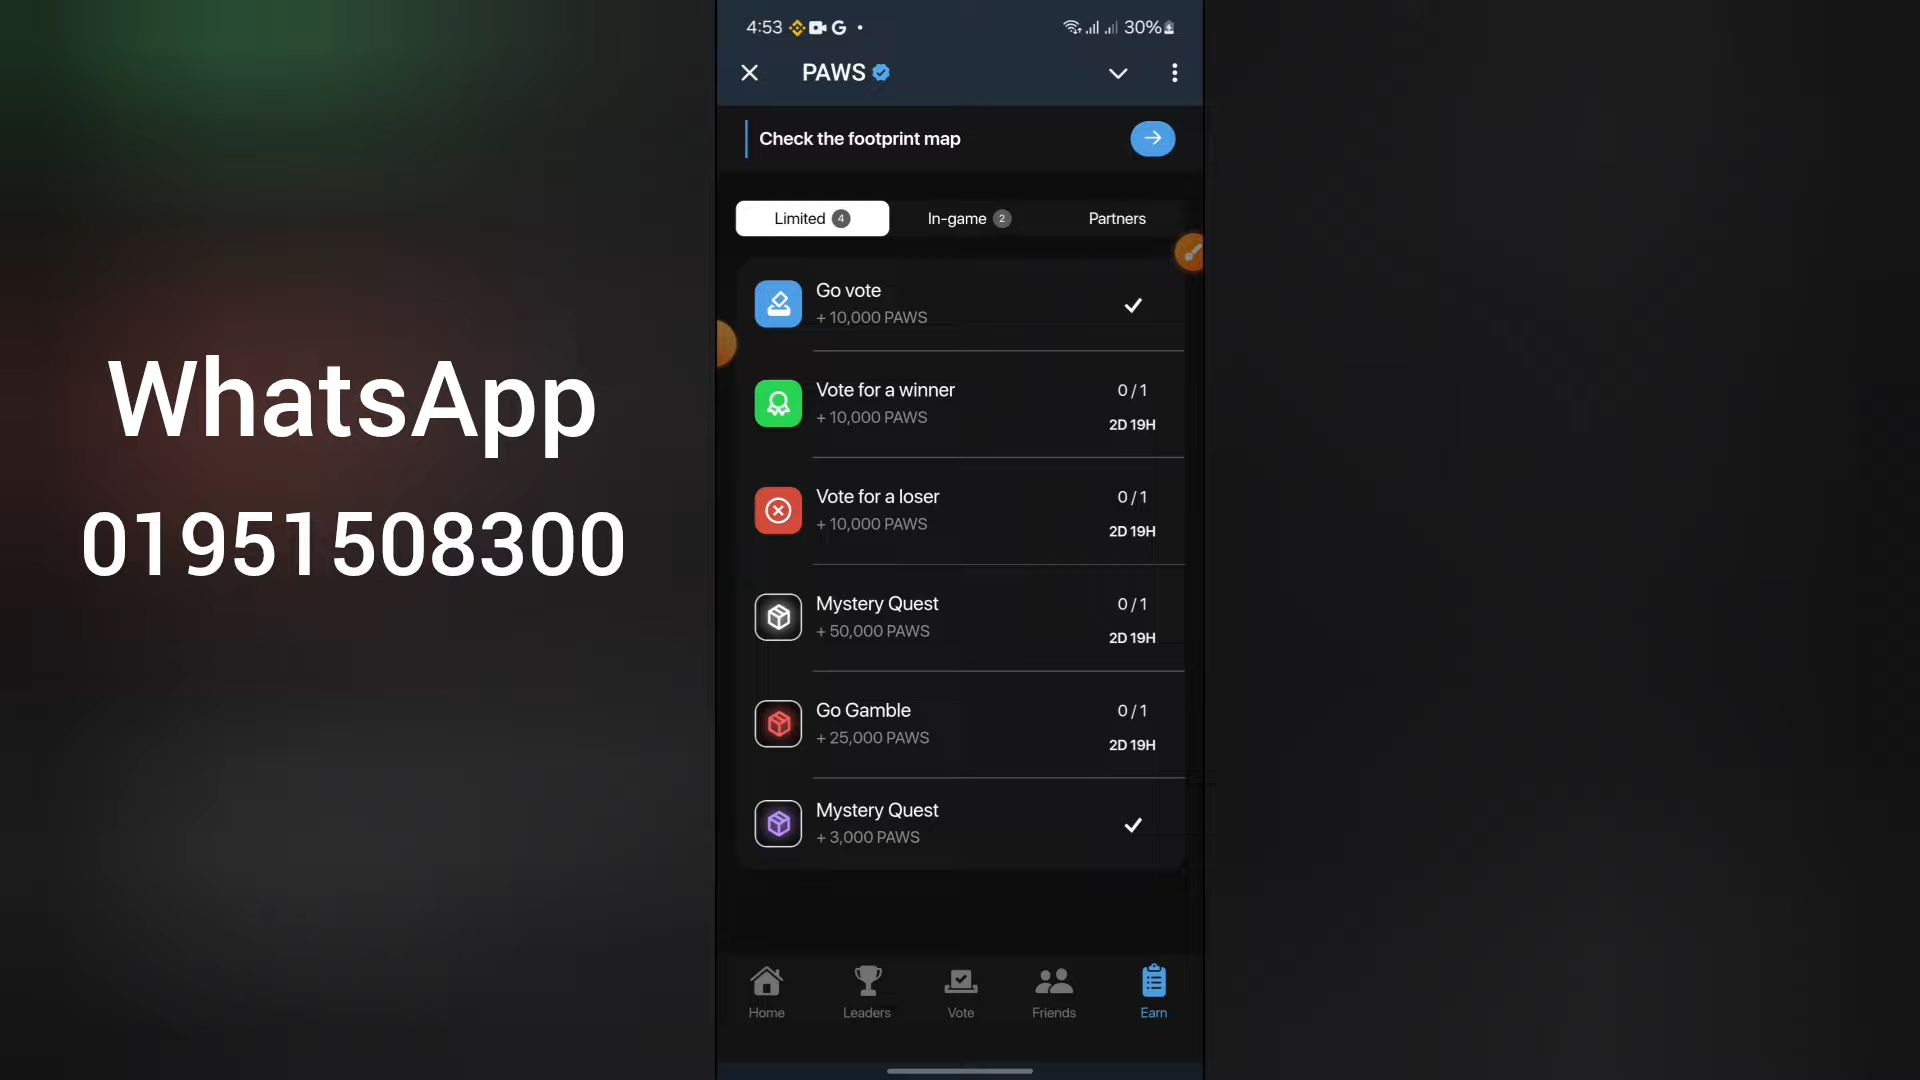 WhatsApp
01951508300
4:53
30%
PAWS
Check the footprint map
Limited 4
In-game 2
Partners
Go vote
+ 10,000 PAWS
Vote for a winner
+ 10,000 PAWS
0 / 1
2D 19H
Vote for a loser
+ 10,000 PAWS
0 / 1
2D 19H
Mystery Quest
+ 50,000 PAWS
0 / 1
2D 19H
Go Gamble
+ 25,000 PAWS
0 / 1
2D 19H
Mystery Quest
+ 3,000 PAWS
Home
Leaders
Vote
Friends
Earn